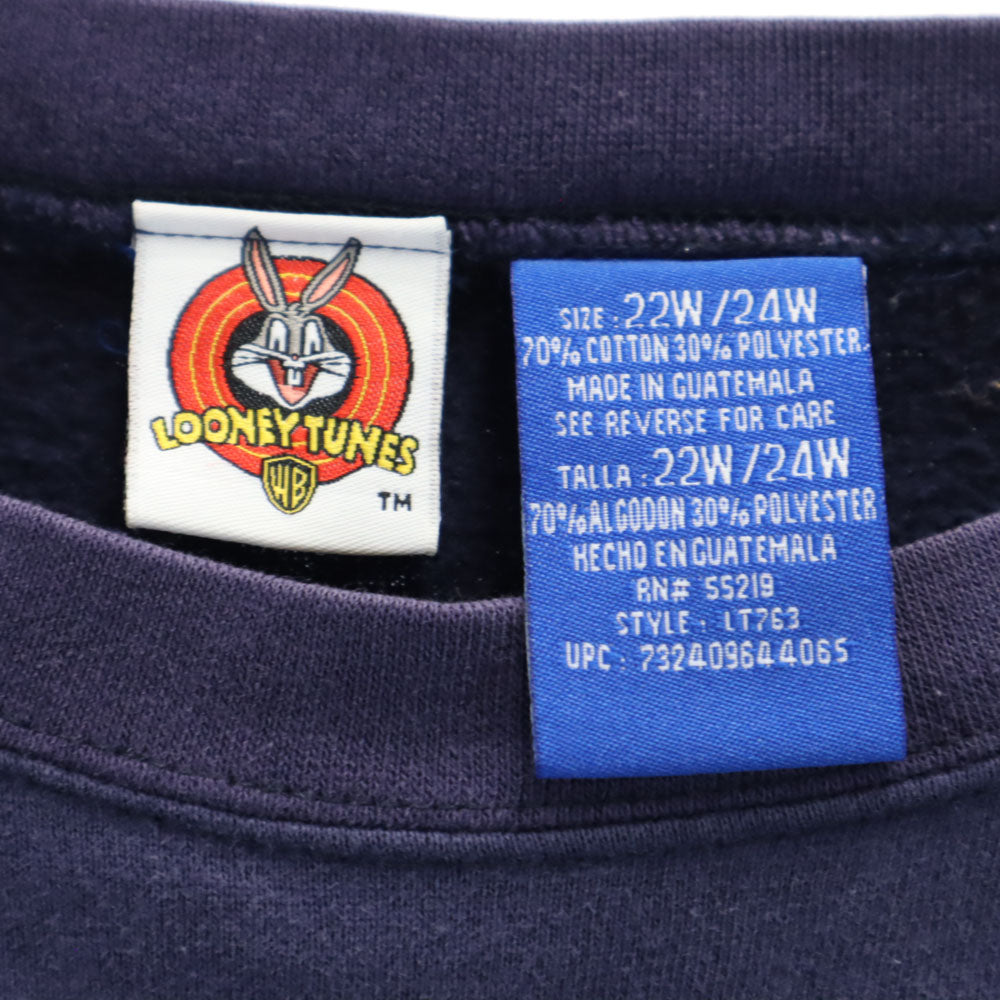 LOONEY TUNES
WB
TM
SIZE : 22W/24W
70% COTTON 30% POLYESTER
MADE IN GUATEMALA
SEE REVERSE FOR CARE
TALLA : 22W/24W
70% ALGODON 30% POLYESTER
HECHO EN GUATEMALA
RN# 55219
STYLE : LT763
UPC : 732409644065